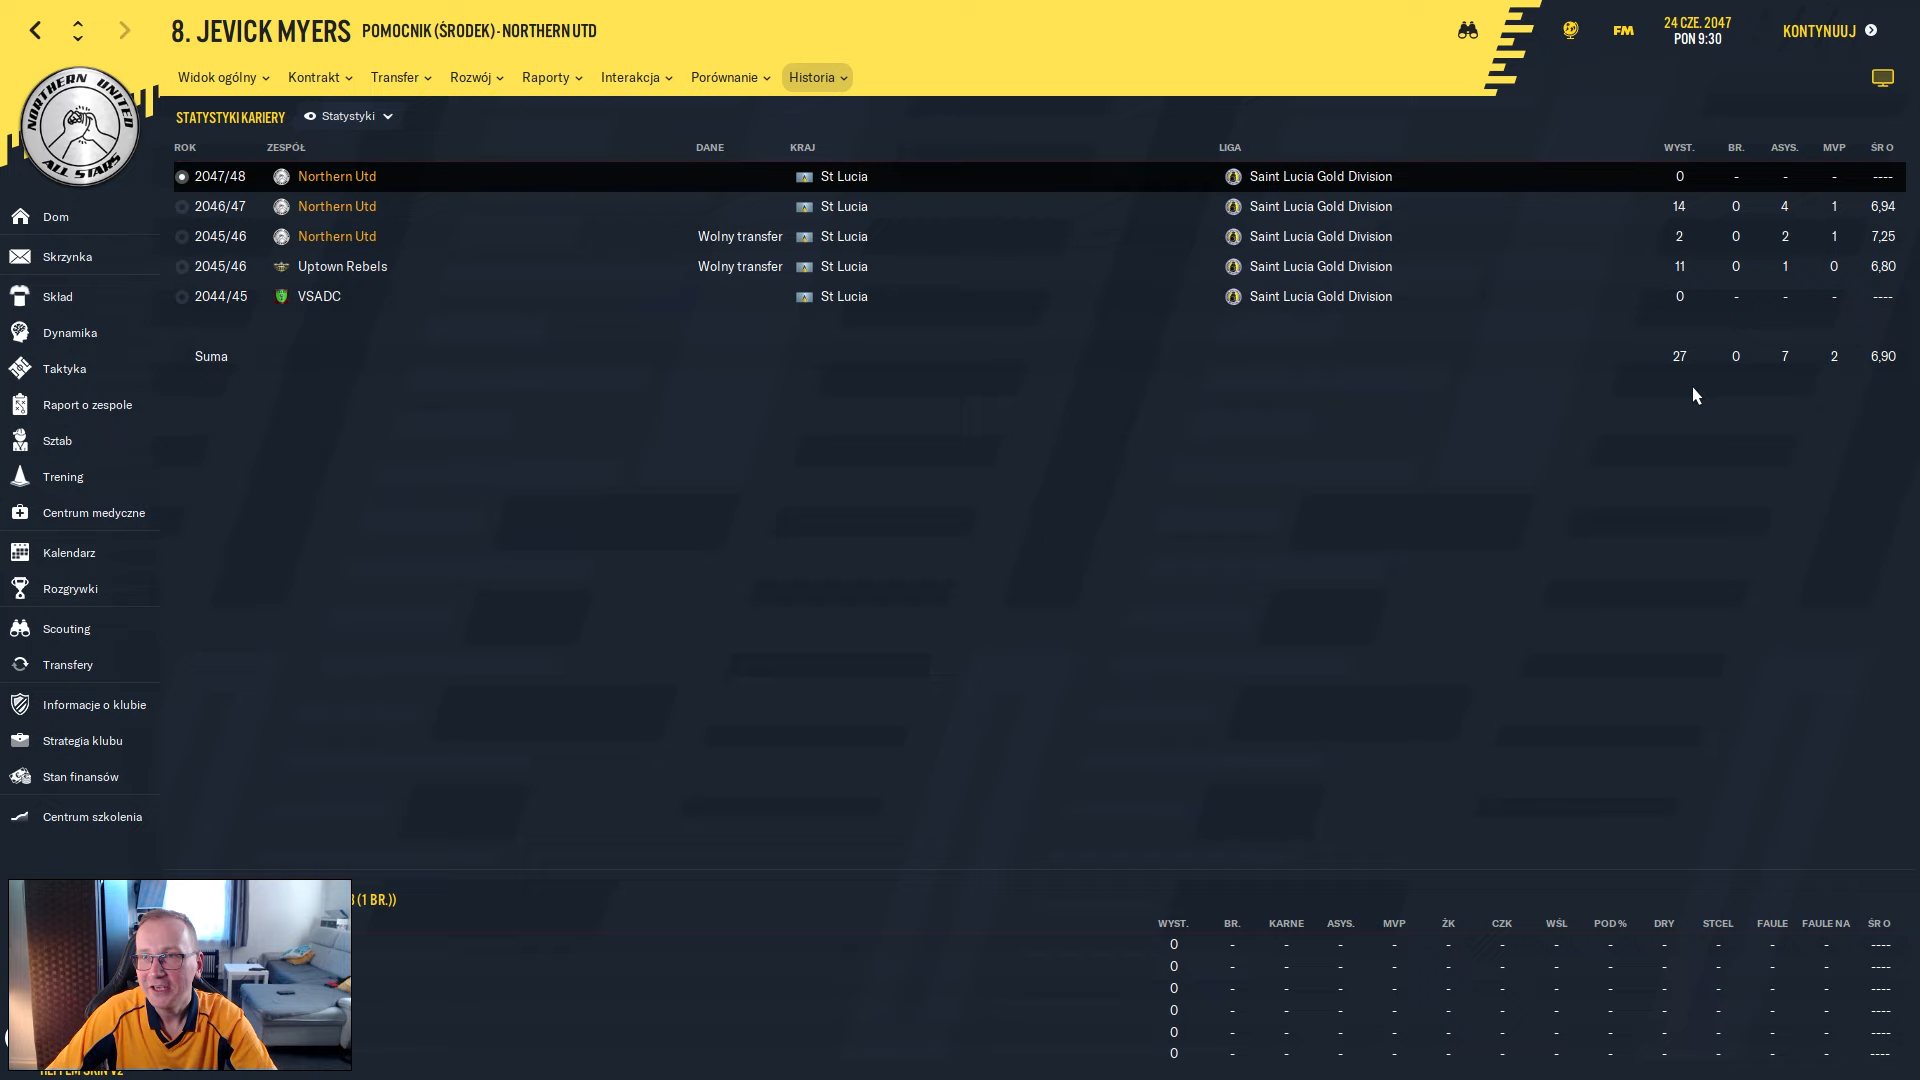 8. JEVICK MYERS POMOCNIK (ŚRODEK) - NORTHERN UTD
FM
24 CZE. 2047
PON 9:30
KONTYNUUJ
Widok ogólny Kontrakt Transfer Rozwój Raporty Interakcja Porównanie Historia
NORTHERN UNITED
ALL STARS
STATYSTYKI KARIERY Statystyki
ROK ZESPÓŁ DANE KRAJ LIGA WYST. BR. ASYS. MVP ŚR O
2047/48 Northern Utd St Lucia Saint Lucia Gold Division 0 - - - ----
2046/47 Northern Utd St Lucia Saint Lucia Gold Division 14 0 4 1 6,94
2045/46 Northern Utd Wolny transfer St Lucia Saint Lucia Gold Division 2 0 2 1 7,25
2045/46 Uptown Rebels Wolny transfer St Lucia Saint Lucia Gold Division 11 0 1 0 6,80
2044/45 VSADC St Lucia Saint Lucia Gold Division 0 - - - ----
Suma 27 0 7 2 6,90
Dom
Skrzynka
Skład
Dynamika
Taktyka
Raport o zespole
Sztab
Trening
Centrum medyczne
Kalendarz
Rozgrywki
Scouting
Transfery
Informacje o klubie
Strategia klubu
Stan finansów
Centrum szkolenia
(1 BR.))
WYST. BR. KARNE ASYS. MVP ŻK CZK WŚL POD % DRY STCEL FAULE FAULE NA ŚR O
0 - - - - - - - - - - - - ----
0 - - - - - - - - - - - - ----
0 - - - - - - - - - - - - ----
0 - - - - - - - - - - - - ----
0 - - - - - - - - - - - - ----
0 - - - - - - - - - - - - ----